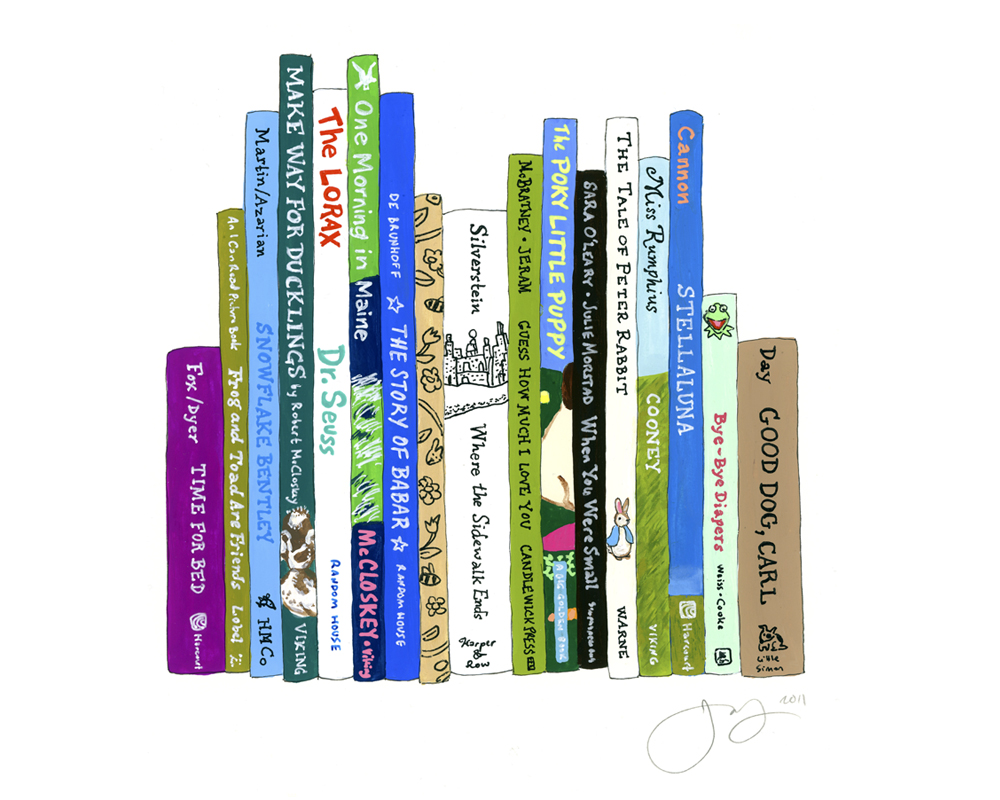 Fox/Dyer TIME FOR BED Harcourt
An I Can Read Picture Book Frog and Toad Are Friends Lobel
Martin/Azarian SNOWFLAKE BENTLEY HMCo
MAKE WAY FOR DUCKLINGS by Robert McCloskey VIKING
The LORAX Dr. Seuss RANDOM HOUSE
One Morning in Maine McCLOSKEY • Viking
DE BRUNHOFF ☆ THE STORY OF BABAR ☆ RANDOM HOUSE
Silverstein Where the Sidewalk Ends Harper & Row
McBRATNEY • JERAM GUESS HOW MUCH I LOVE YOU CANDLEWICK PRESS
The POKY LITTLE PUPPY A BIG GOLDEN BOOK
SARA O'LEARY • JULIE MORSTAD When You Were Small
THE TALE OF PETER RABBIT WARNE
Miss Rumphius COONEY VIKING
Cannon STELLALUNA Harcourt
Bye-Bye Diapers Weiss • Cooke
Day GOOD DOG, CARL Little Simon
2011